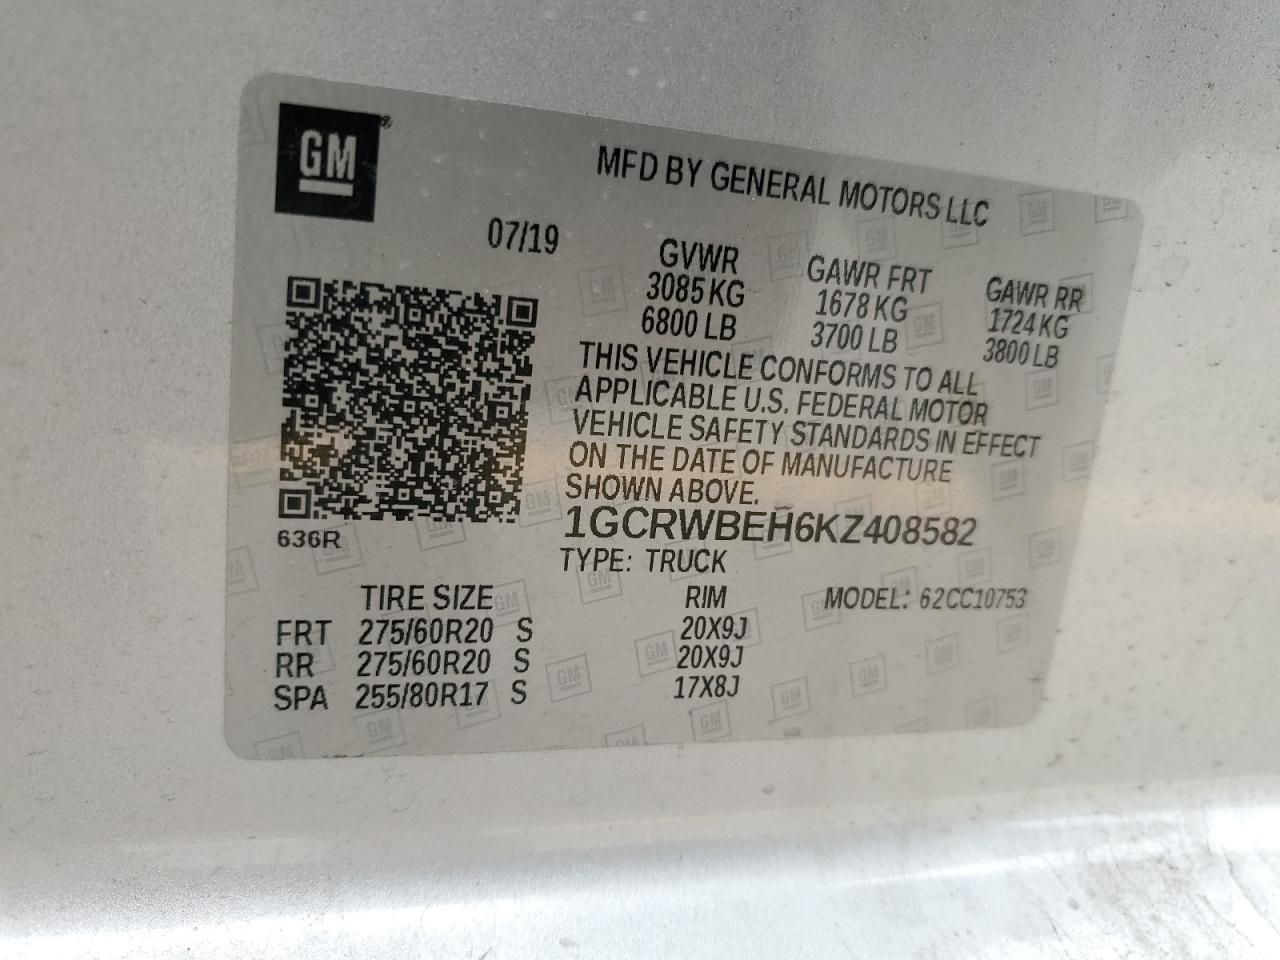 GM®
MFD BY GENERAL MOTORS LLC
07/19
GVWR GAWR FRT GAWR RR
3085 KG 1678 KG 1724 KG
6800 LB 3700 LB 3800 LB
THIS VEHICLE CONFORMS TO ALL
APPLICABLE U.S. FEDERAL MOTOR
VEHICLE SAFETY STANDARDS IN EFFECT
ON THE DATE OF MANUFACTURE
SHOWN ABOVE.
1GCRWBEH6KZ408582
636R
TYPE: TRUCK
TIRE SIZE RIM MODEL: 62CC10753
FRT 275/60R20 S 20X9J
RR 275/60R20 S 20X9J
SPA 255/80R17 S 17X8J